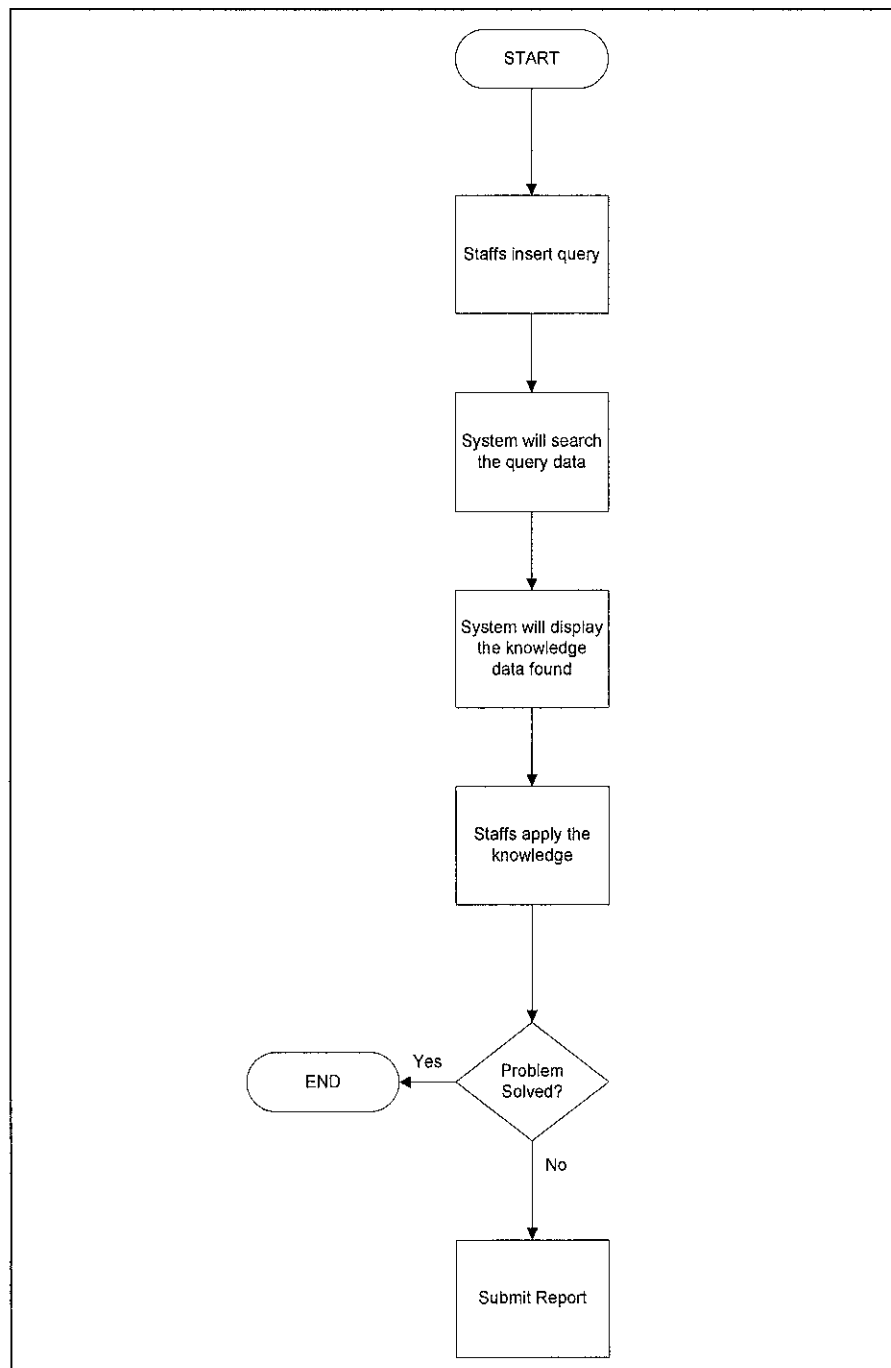 START
Staffs insert query
System will search
the query data
System will display
the knowledge
data found
Staffs apply the
knowledge
Problem
Solved?
Yes
END
No
Submit Report